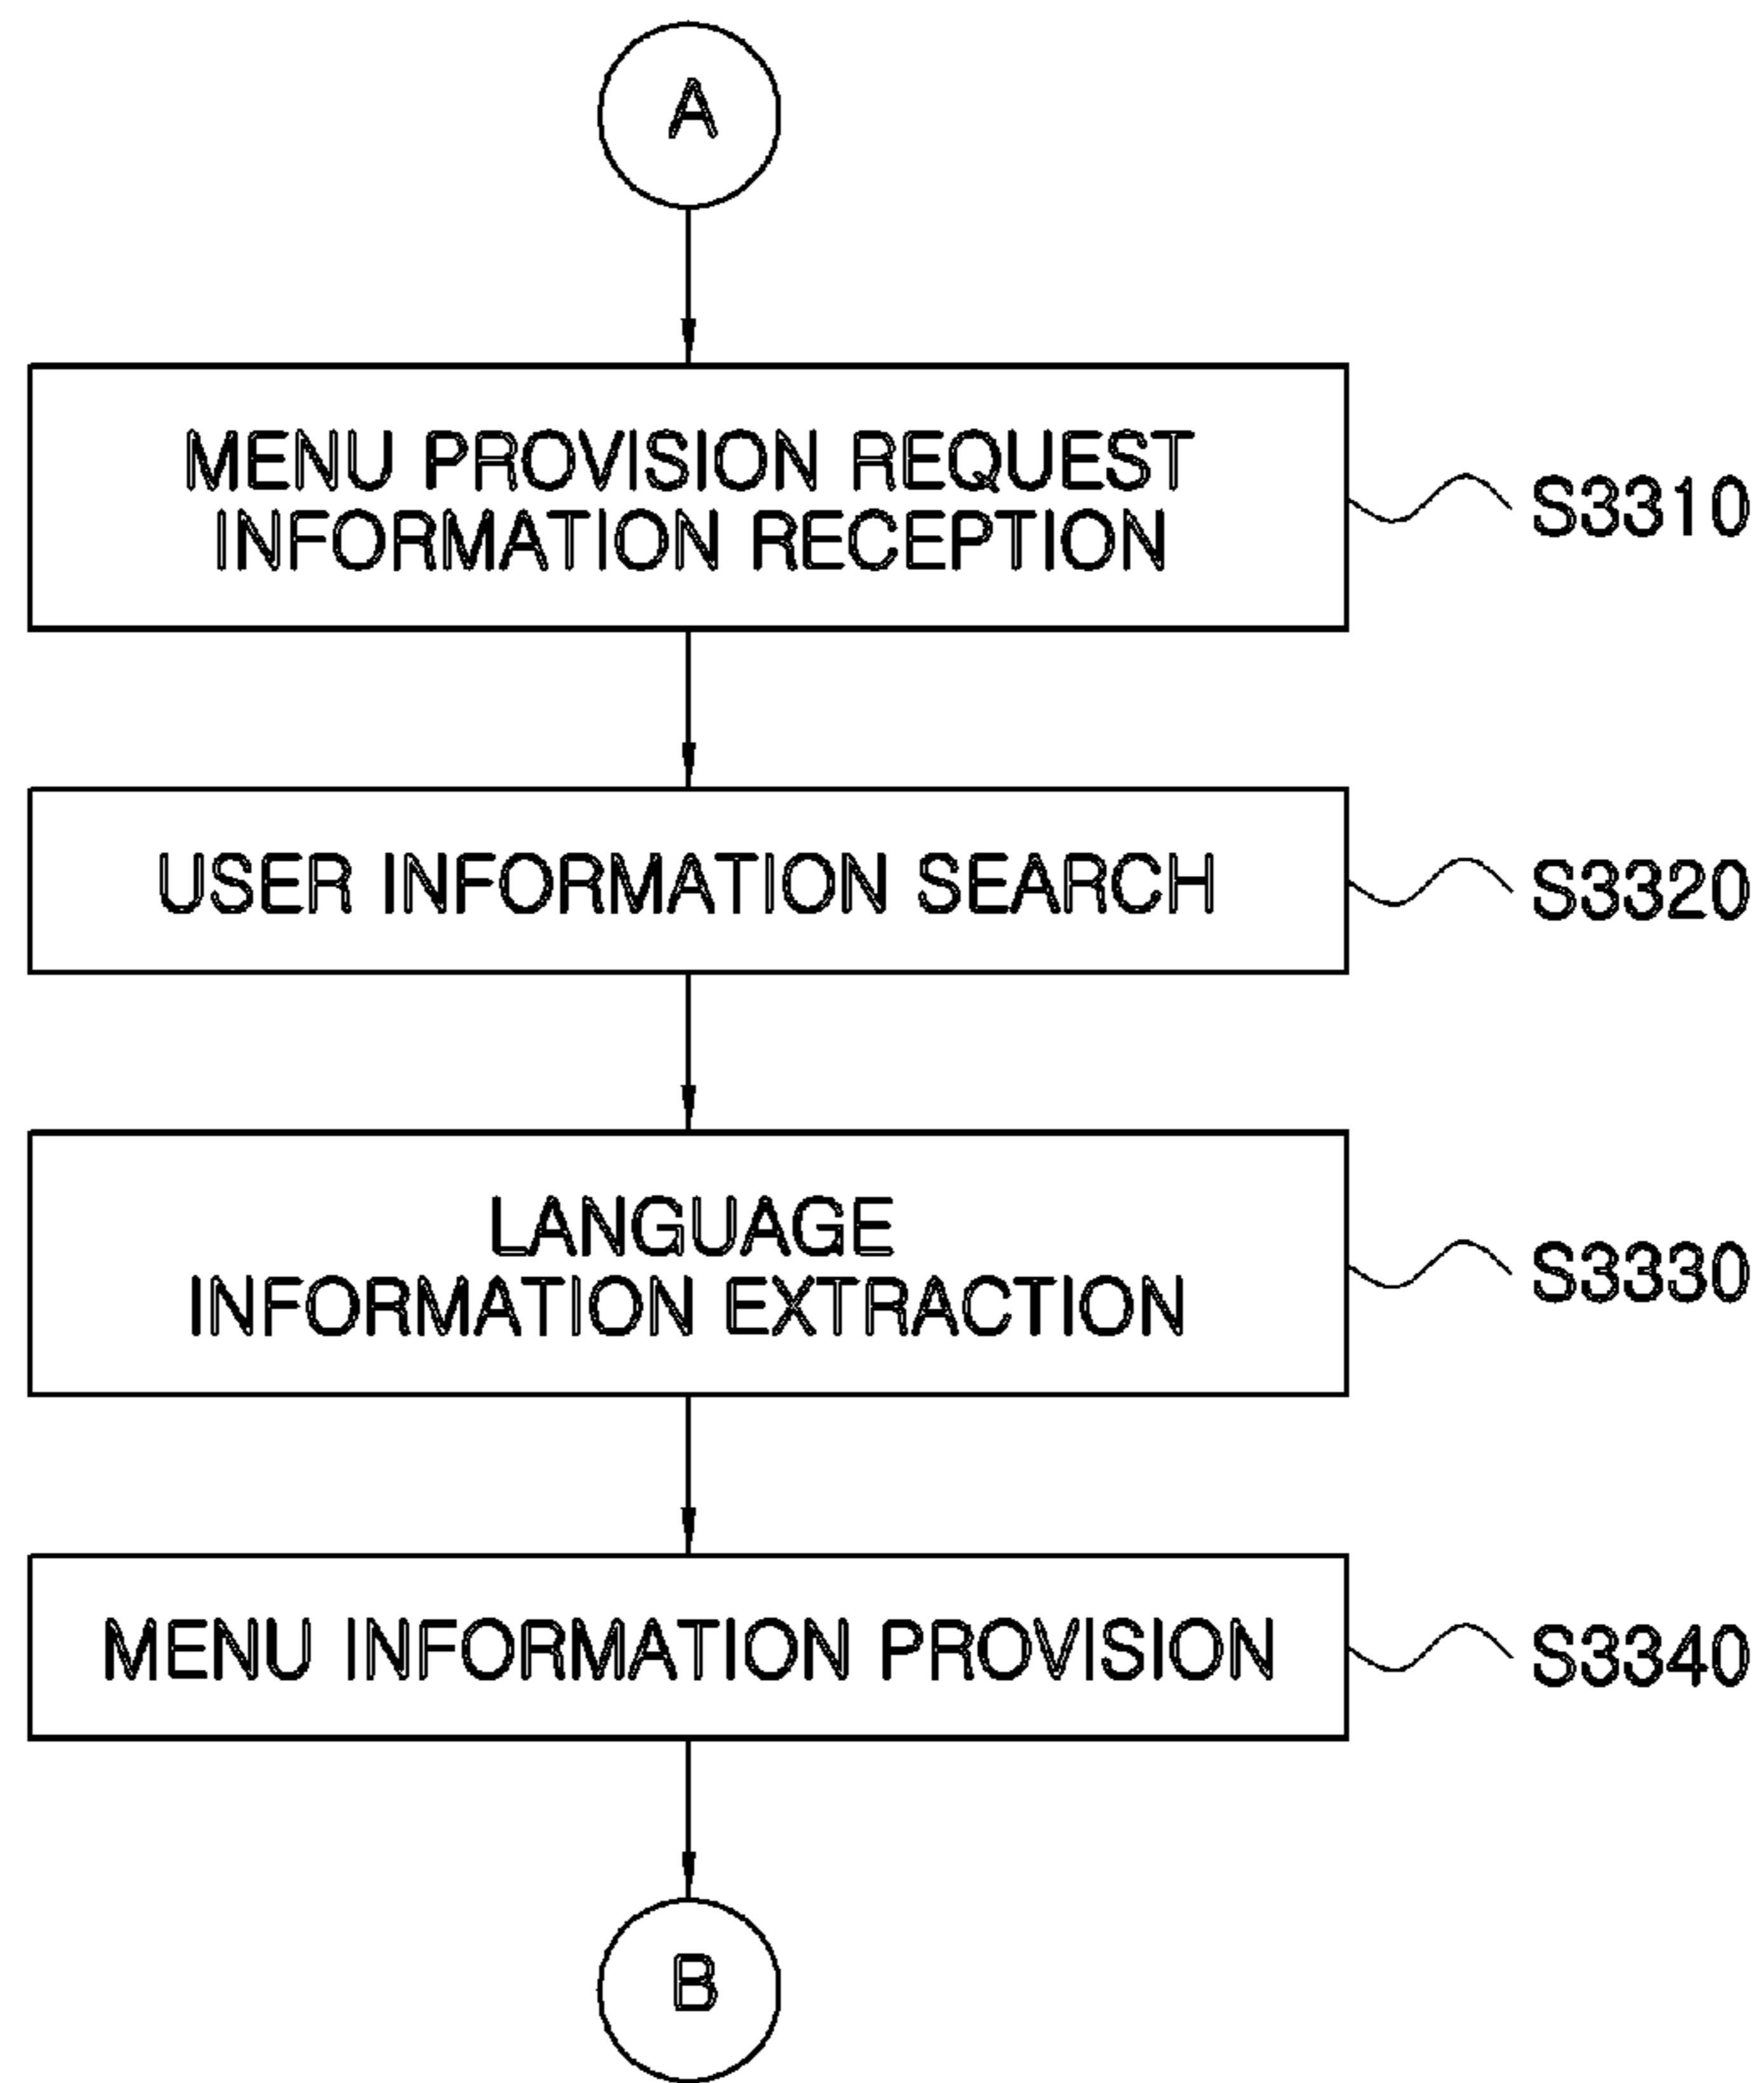 A
MENU PROVISION REQUEST
INFORMATION RECEPTION
S3310
USER INFORMATION SEARCH
S3320
LANGUAGE
INFORMATION EXTRACTION
S3330
MENU INFORMATION PROVISION
S3340
B